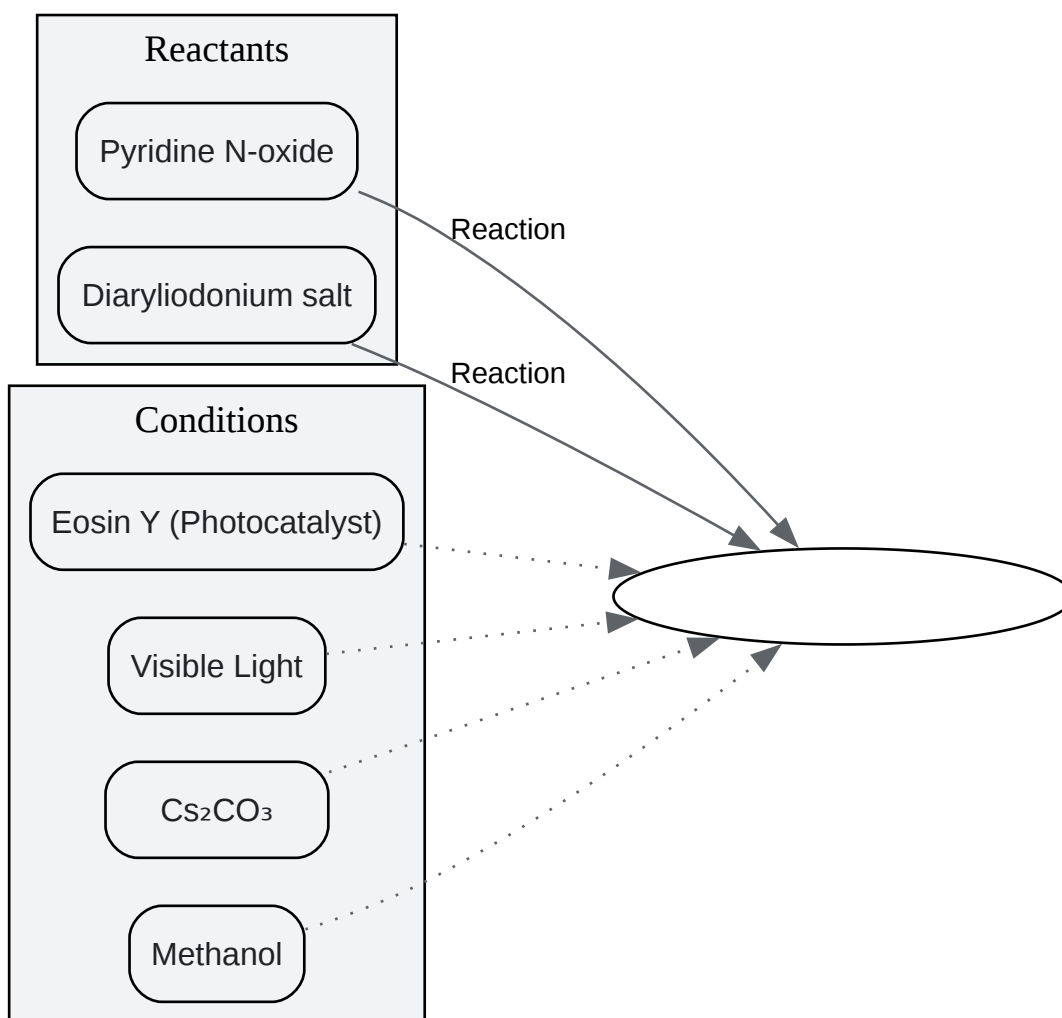 Reactants
Pyridine N-oxide
Reaction
Diaryliodonium salt
Reaction
Conditions
Eosin Y (Photocatalyst)
Visible Light
Cs₂CO₃
Methanol